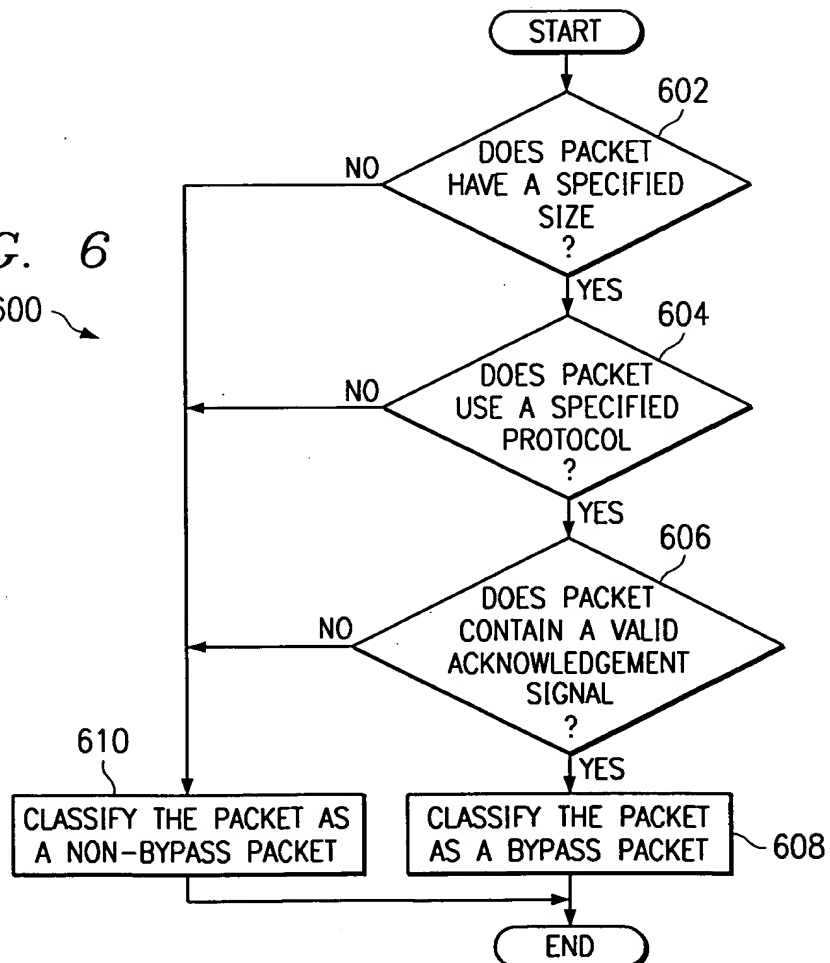 START
602
DOES PACKET
HAVE A SPECIFIED
SIZE
?
NO
YES
G. 6
600
604
DOES PACKET
USE A SPECIFIED
PROTOCOL
?
NO
YES
606
DOES PACKET
CONTAIN A VALID
ACKNOWLEDGEMENT
SIGNAL
?
NO
YES
610
CLASSIFY THE PACKET AS
A NON-BYPASS PACKET
CLASSIFY THE PACKET
AS A BYPASS PACKET
608
END